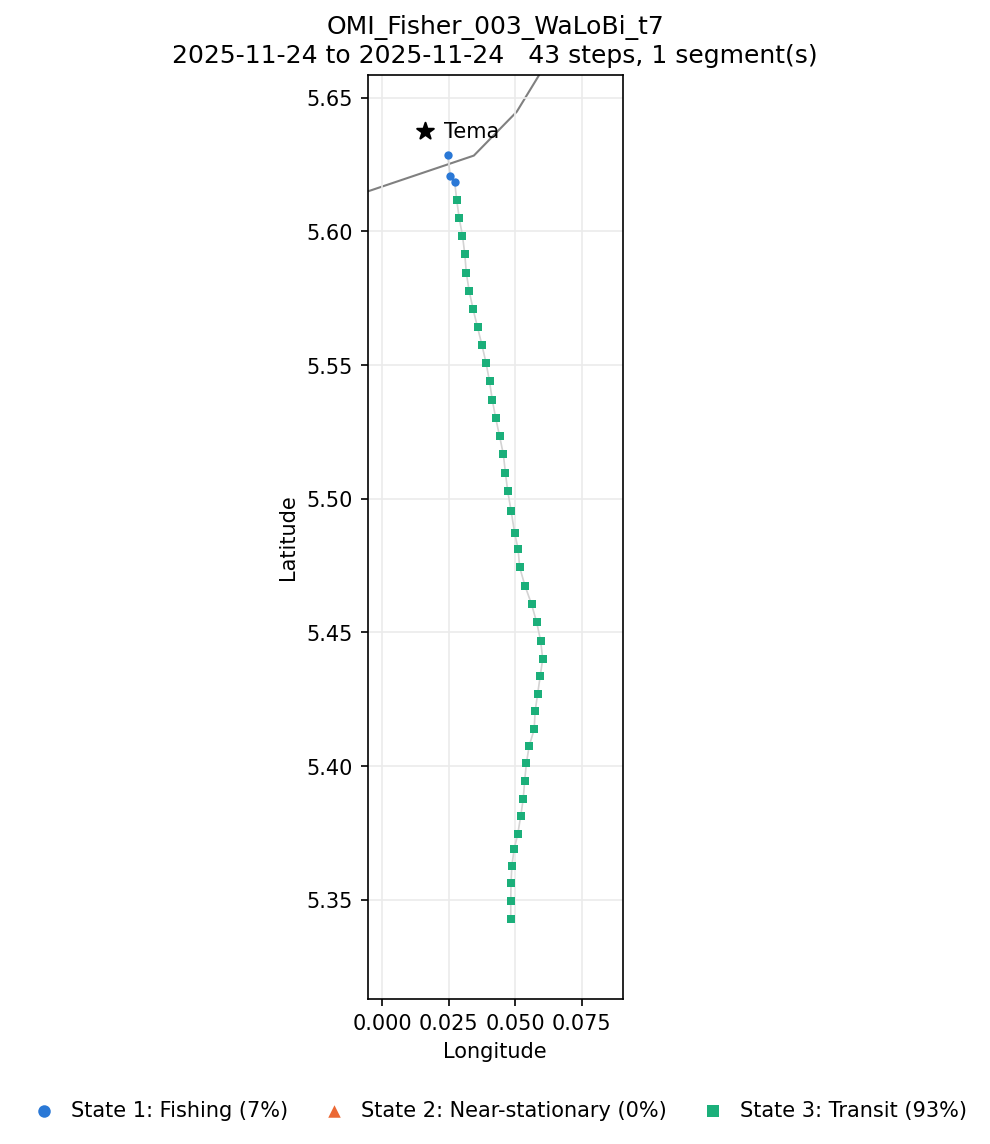 OMI_Fisher_003_WaLoBi_t7
2025-11-24 to 2025-11-24   43 steps, 1 segment(s)
5.65
Tema
5.60
5.55
5.50
5.45
5.40
5.35
Latitude
0.000 0.025 0.050 0.075
Longitude
State 1: Fishing (7%) State 2: Near-stationary (0%) State 3: Transit (93%)